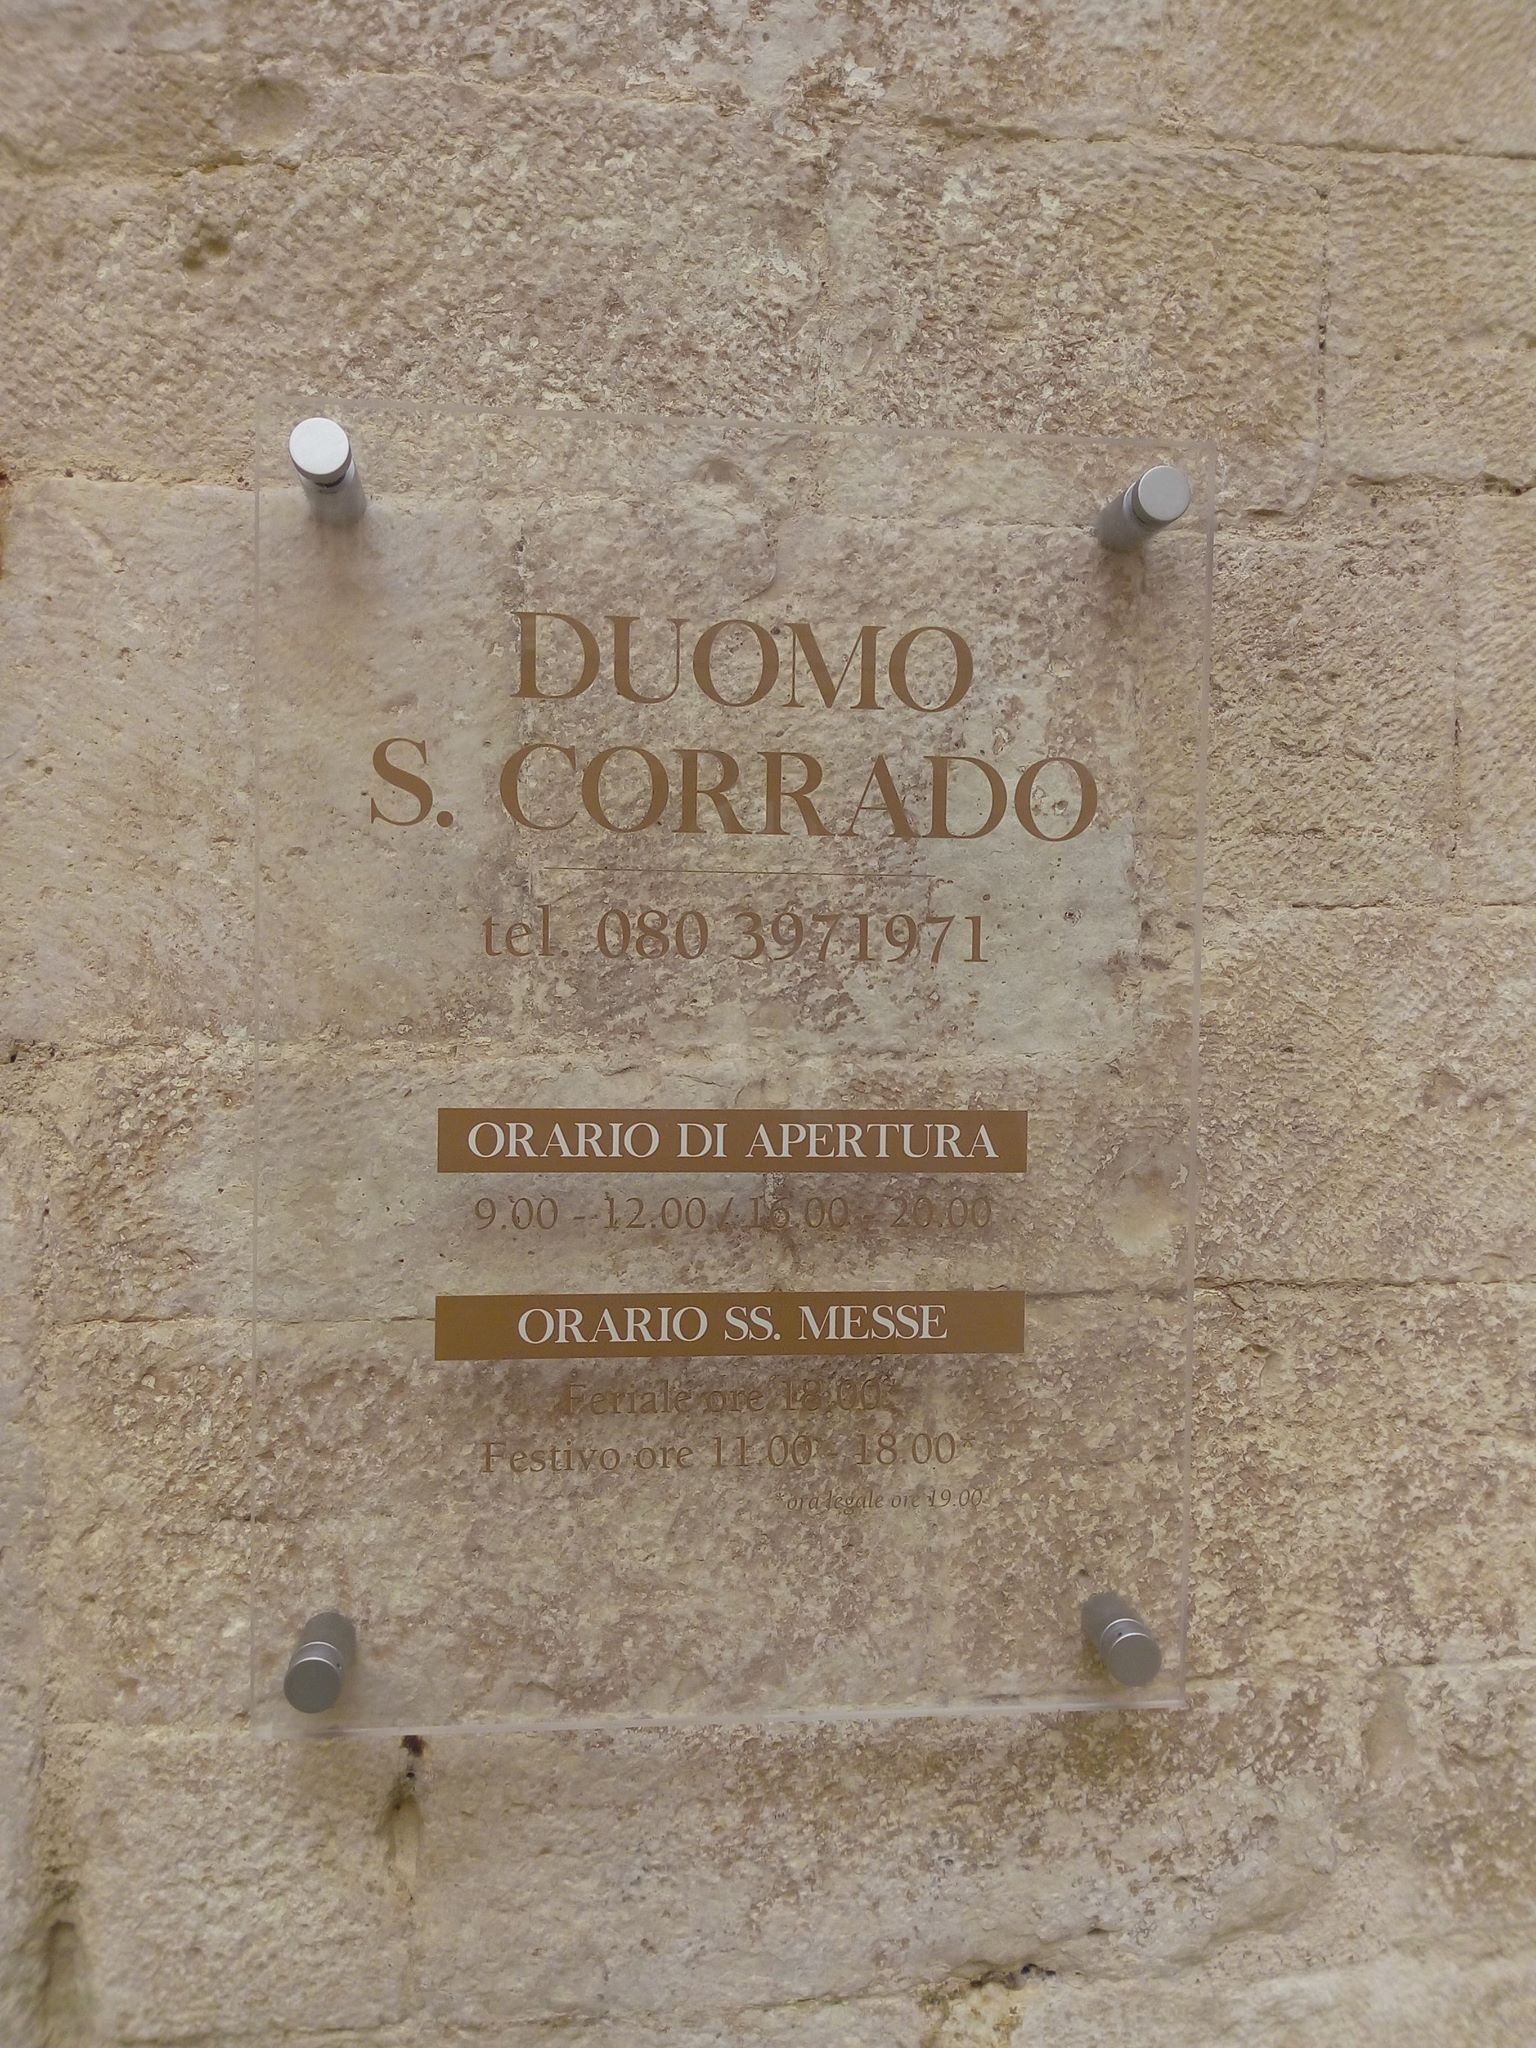 DUOMO
S. CORRADO
tel. 080 3971971
ORARIO DI APERTURA
9.00 - 12.00 / 16.00 - 20.00
ORARIO SS. MESSE
Feriale ore 18.00*
Festivo ore 11.00 - 18.00*
*ora legale ore 19.00